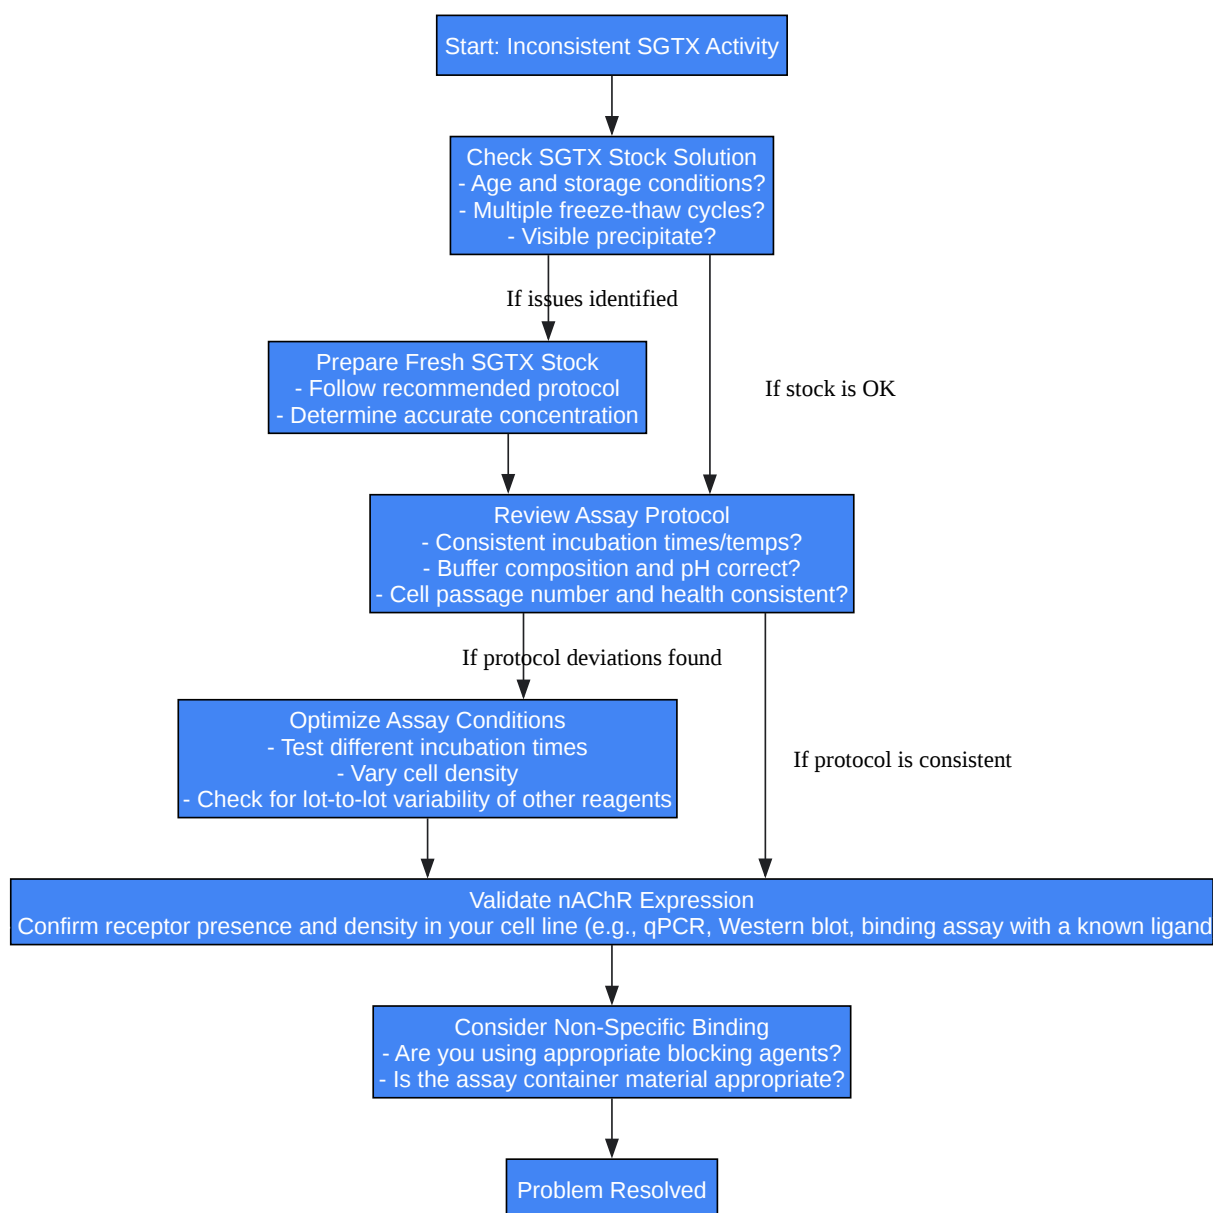 Start: Inconsistent SGTX Activity
Check SGTX Stock Solution
- Age and storage conditions?
- Multiple freeze-thaw cycles?
- Visible precipitate?
If issues identified
Prepare Fresh SGTX Stock
- Follow recommended protocol
- Determine accurate concentration
If stock is OK
Review Assay Protocol
- Consistent incubation times/temps?
- Buffer composition and pH correct?
- Cell passage number and health consistent?
If protocol deviations found
Optimize Assay Conditions
- Test different incubation times
- Vary cell density
- Check for lot-to-lot variability of other reagents
If protocol is consistent
Validate nAChR Expression
Confirm receptor presence and density in your cell line (e.g., qPCR, Western blot, binding assay with a known ligand
Consider Non-Specific Binding
- Are you using appropriate blocking agents?
- Is the assay container material appropriate?
Problem Resolved